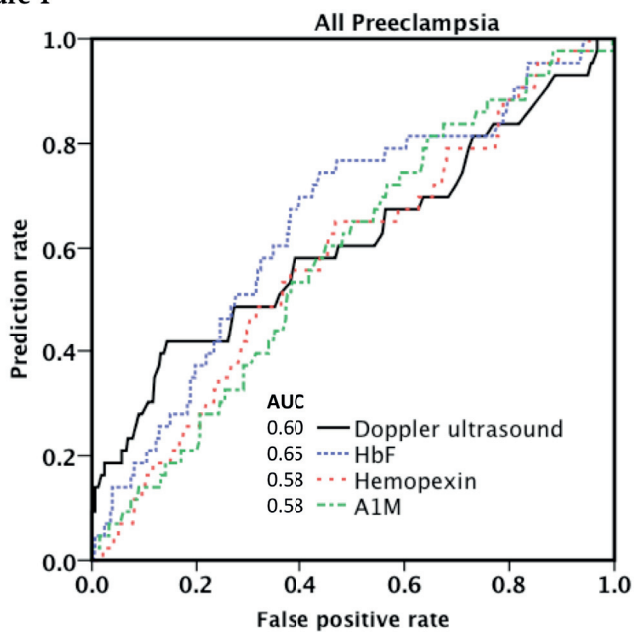 All Preeclampsia
1.0
0.8
0.6
0.4
0.2
0.0
Prediction rate
AUC
0.60 Doppler ultrasound
0.65 HbF
0.58 Hemopexin
0.58 A1M
0.0 0.2 0.4 0.6 0.8 1.0
False positive rate